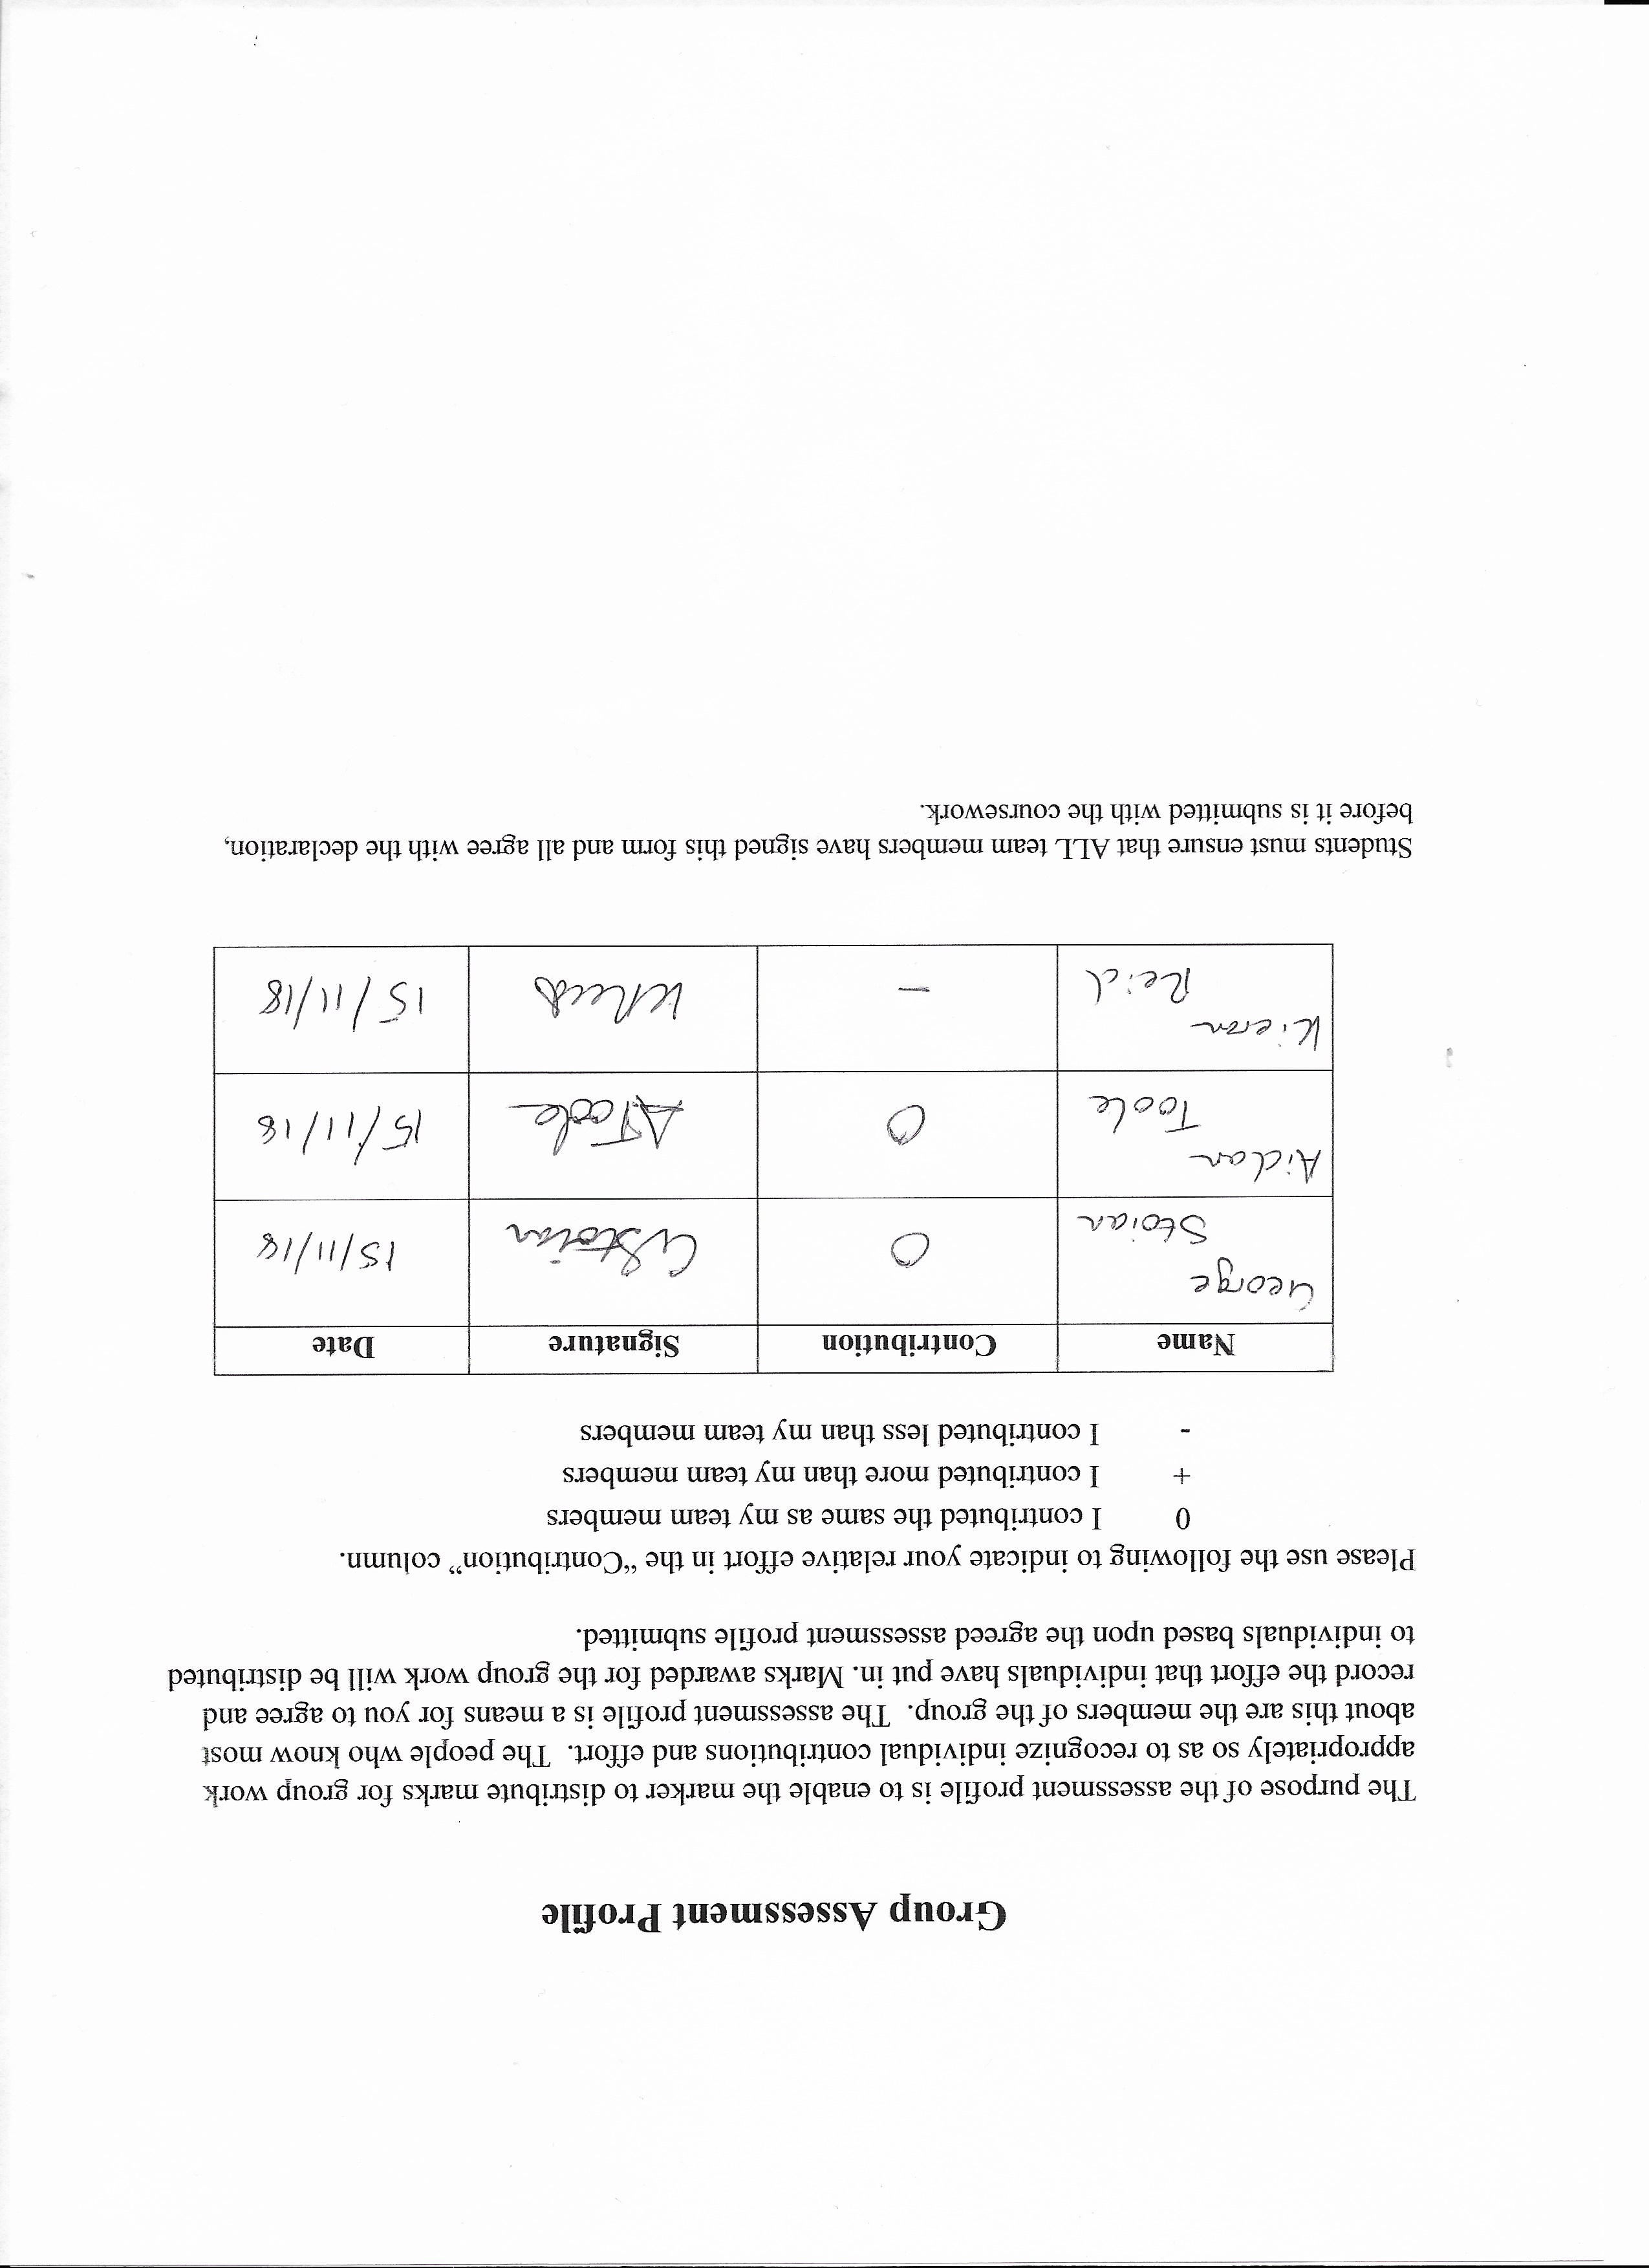 Group Assessment Profile
The purpose of the assessment profile is to enable the marker to distribute marks for group work
appropriately so as to recognize individual contributions and effort.  The people who know most
about this are the members of the group.  The assessment profile is a means for you to agree and
record the effort that individuals have put in. Marks awarded for the group work will be distributed
to individuals based upon the agreed assessment profile submitted.
Please use the following to indicate your relative effort in the “Contribution” column.
0 I contributed the same as my team members
+ I contributed more than my team members
- I contributed less than my team members
Name Contribution Signature Date
George
Stoian 0 GStoian 15/11/18
Aidan
Toole 0 AToole 15/11/18
Kieran
Reid - KReid 15/11/18
Students must ensure that ALL team members have signed this form and all agree with the declaration,
before it is submitted with the coursework.